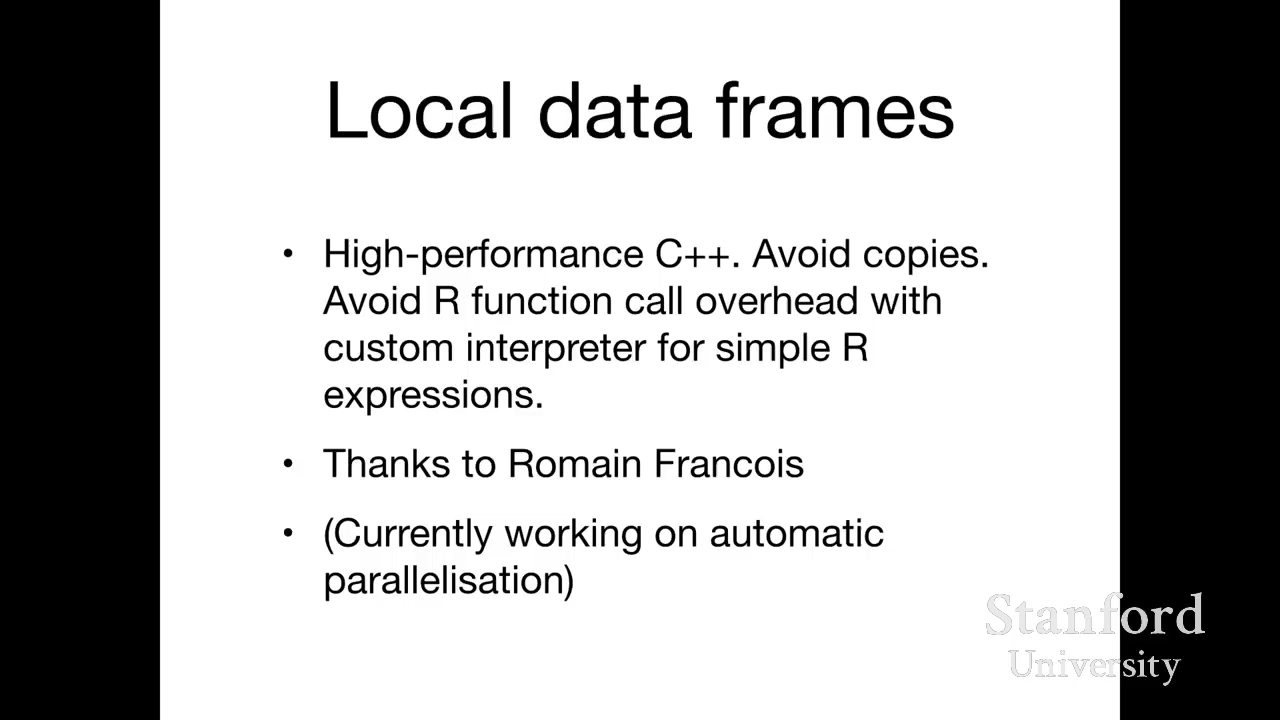 Local data frames
• High-performance C++. Avoid copies.
Avoid R function call overhead with
custom interpreter for simple R
expressions.
• Thanks to Romain Francois
• (Currently working on automatic
parallelisation)
Stanford
University